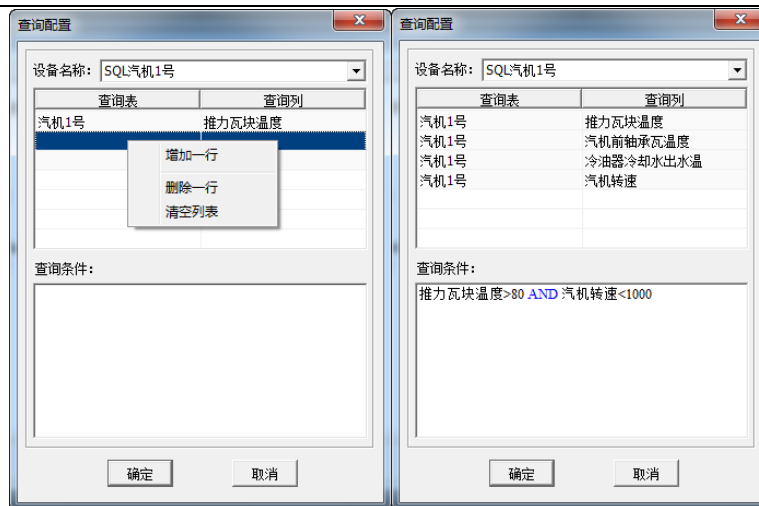 查询配置
设备名称: SQL汽机1号
查询表 查询列
汽机1号 推力瓦块温度
增加一行
删除一行
清空列表
查询条件:
确定 取消
查询配置
设备名称: SQL汽机1号
查询表 查询列
汽机1号 推力瓦块温度
汽机1号 汽机前轴承瓦温度
汽机1号 冷油器冷却水出水温
汽机1号 汽机转速
查询条件:
推力瓦块温度>80 AND 汽机转速<1000
确定 取消